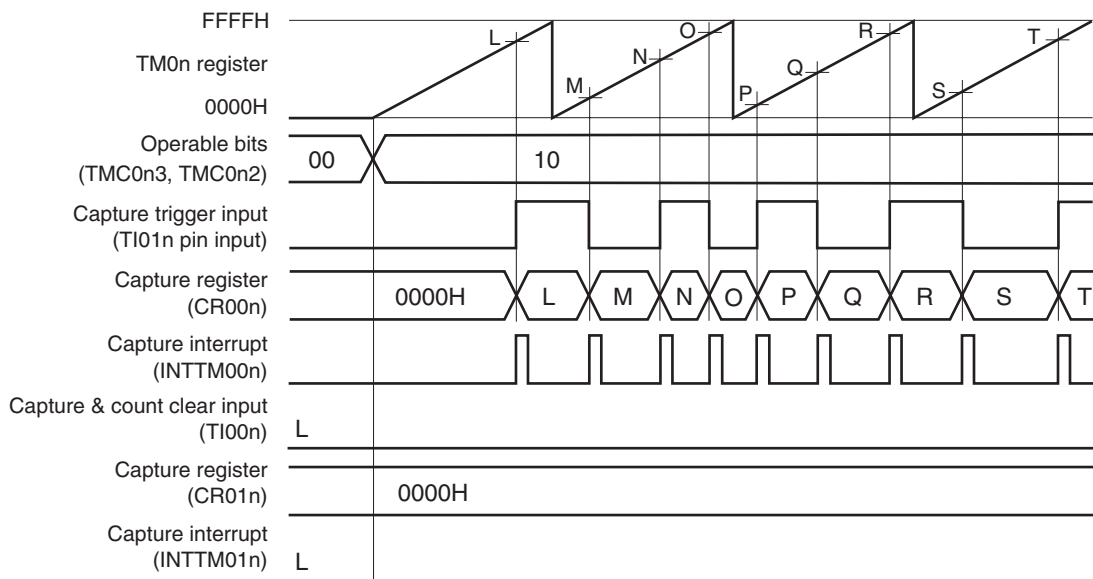 FFFFH
TM0n register
0000H
L
M
N
O
P
Q
R
S
T
Operable bits
(TMC0n3, TMC0n2)
00
10
Capture trigger input
(TI01n pin input)
Capture register
(CR00n)
0000H
L
M
N
O
P
Q
R
S
T
Capture interrupt
(INTTM00n)
Capture & count clear input
(TI00n)
L
Capture register
(CR01n)
0000H
Capture interrupt
(INTTM01n)
L